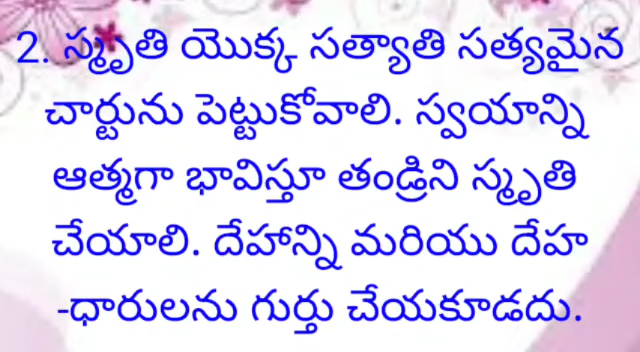 2. స్మృతి యొక్క సత్యాతి సత్యమైన
చార్టును పెట్టుకోవాలి. స్వయాన్ని
ఆత్మగా భావిస్తూ తండ్రిని స్మృతి
చేయాలి. దేహాన్ని మరియు దేహ
-ధారులను గుర్తు చేయకూడదు.